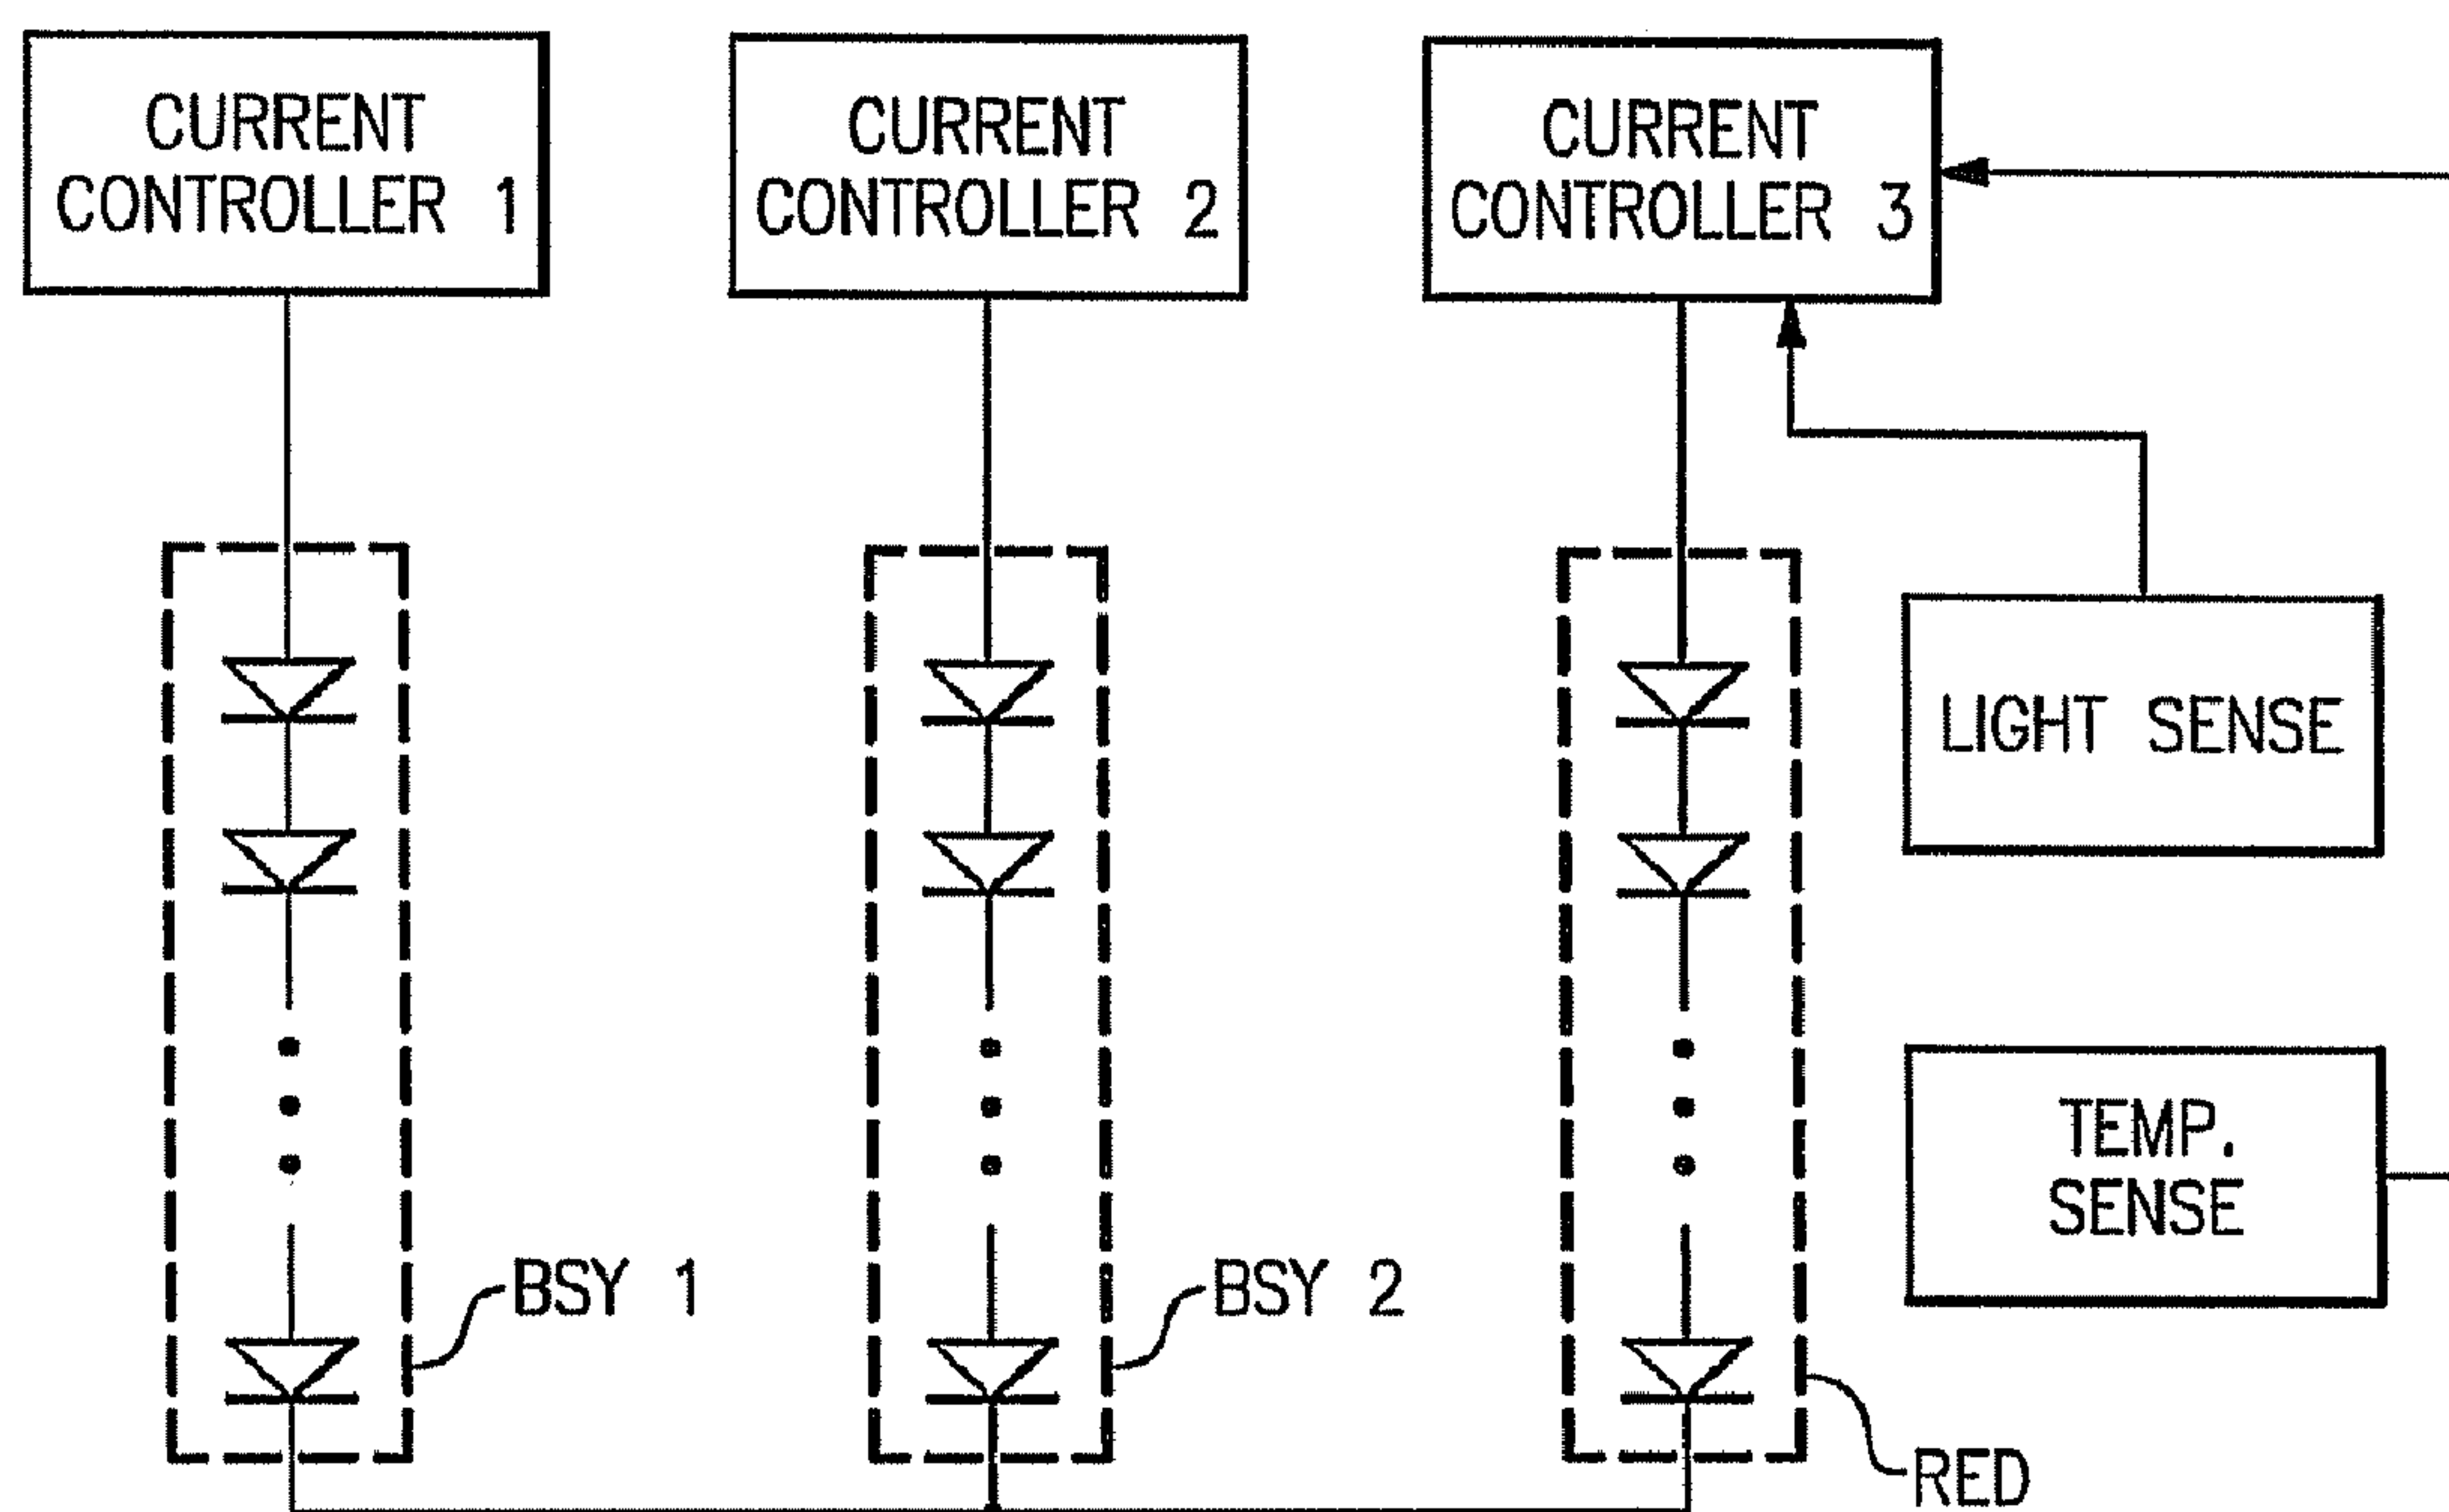 CURRENT
CONTROLLER 1
CURRENT
CONTROLLER 2
CURRENT
CONTROLLER 3
LIGHT SENSE
TEMP.
SENSE
BSY 1
BSY 2
RED